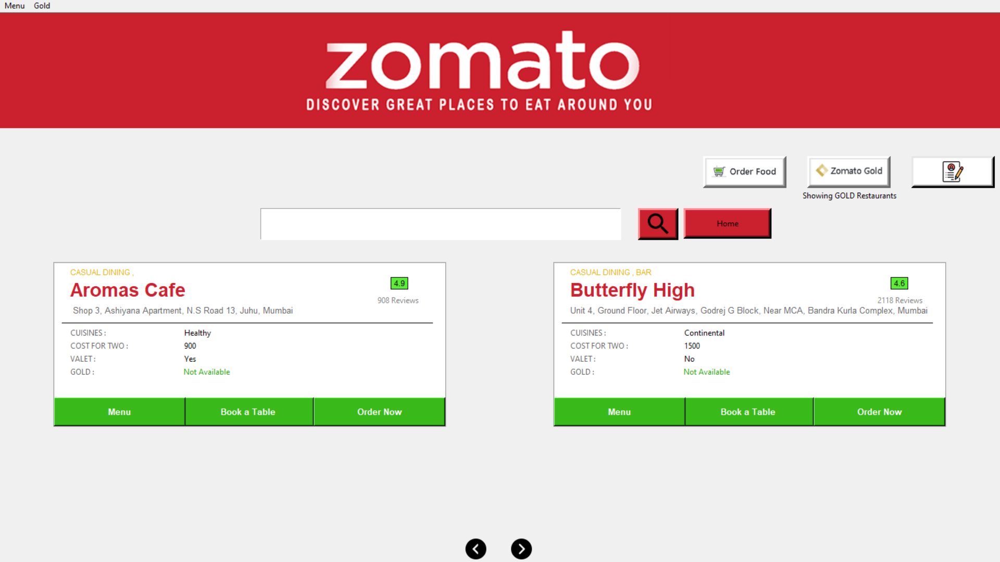 Menu Gold
zomato
DISCOVER GREAT PLACES TO EAT AROUND YOU
Order Food
Zomato Gold
Showing GOLD Restaurants
Home
CASUAL DINING ,
Aromas Cafe
4.9
908 Reviews
Shop 3, Ashiyana Apartment, N.S Road 13, Juhu, Mumbai
CUISINES : Healthy
COST FOR TWO : 900
VALET : Yes
GOLD : Not Available
Menu Book a Table Order Now
CASUAL DINING , BAR
Butterfly High
4.6
2118 Reviews
Unit 4, Ground Floor, Jet Airways, Godrej G Block, Near MCA, Bandra Kurla Complex, Mumbai
CUISINES : Continental
COST FOR TWO : 1500
VALET : No
GOLD : Not Available
Menu Book a Table Order Now